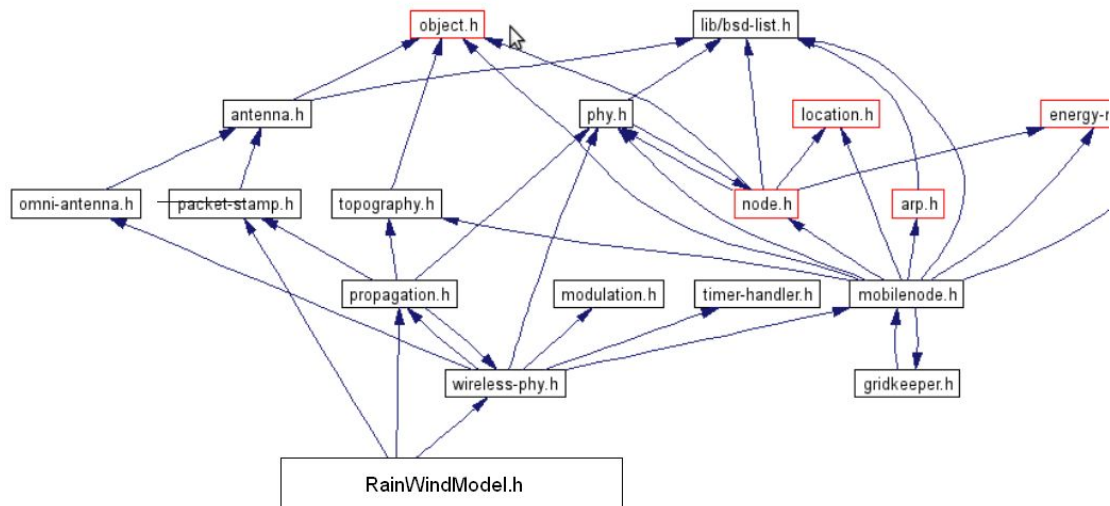 object.h
lib/bsd-list.h
antenna.h
phy.h
location.h
energy-m
omni-antenna.h
packet-stamp.h
topography.h
node.h
arp.h
propagation.h
modulation.h
timer-handler.h
mobilenode.h
wireless-phy.h
gridkeeper.h
RainWindModel.h